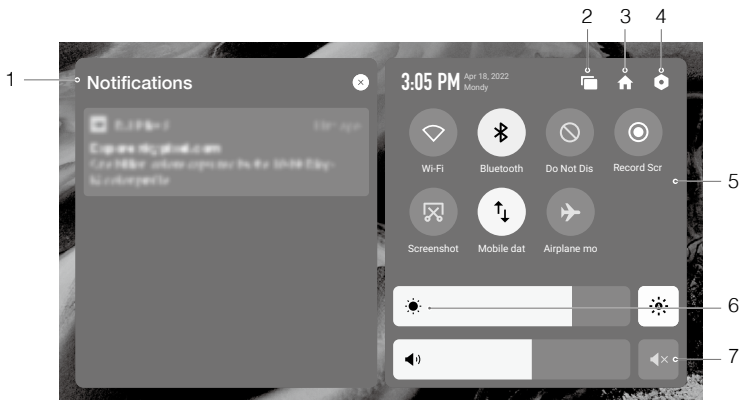 2 3 4
1
Notifications
3:05 PM Apr 18, 2022
Mondy
Wi-Fi Bluetooth Do Not Dis Record Scr
5
Screenshot Mobile dat Airplane mo
6
7